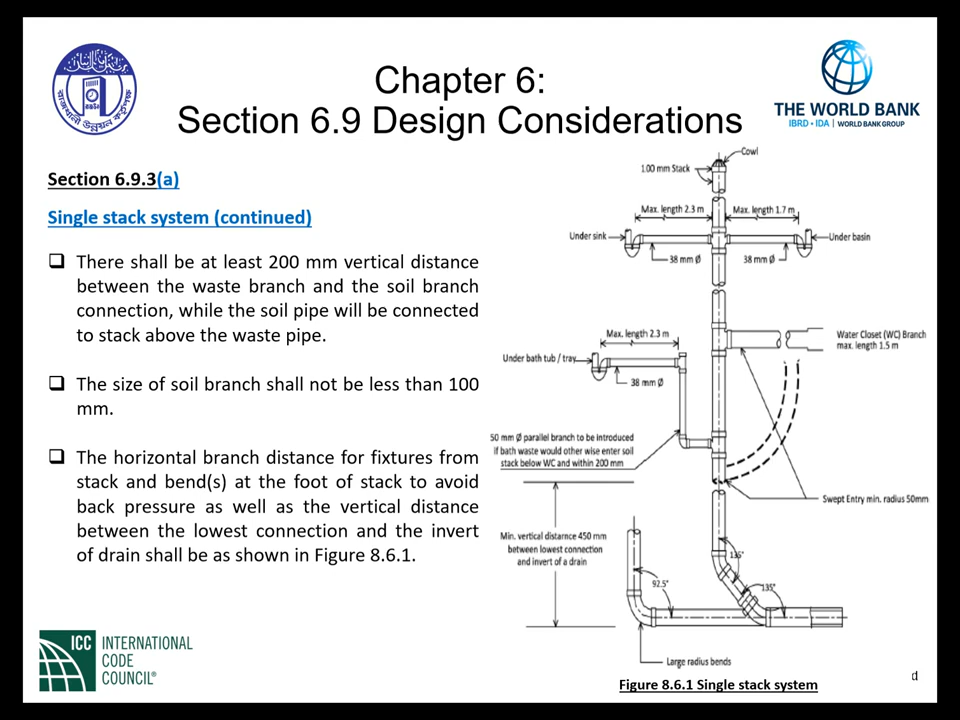 রাজধানী উন্নয়ন কর্তৃপক্ষ
Chapter 6:
Section 6.9 Design Considerations
THE WORLD BANK
IBRD • IDA | WORLD BANK GROUP
Section 6.9.3(a)
Single stack system (continued)
❑ There shall be at least 200 mm vertical distance
between the waste branch and the soil branch
connection, while the soil pipe will be connected
to stack above the waste pipe.
❑ The size of soil branch shall not be less than 100
mm.
❑ The horizontal branch distance for fixtures from
stack and bend(s) at the foot of stack to avoid
back pressure as well as the vertical distance
between the lowest connection and the invert
of drain shall be as shown in Figure 8.6.1.
Cowl
100 mm Stack
Max. length 2.3 m
Max. length 1.7 m
Under sink
Under basin
38 mm Ø
38 mm Ø
Max. length 2.3 m
Water Closet (WC) Branch
max. length 1.5 m
Under bath tub / tray
38 mm Ø
50 mm Ø parallel branch to be introduced
if bath waste would other wise enter soil
stack below WC and within 200 mm
Swept Entry min. radius 50mm
Min. vertical distarnce 450 mm
between lowest connection
and invert of a drain
92.5°
135°
135°
Large radius bends
Figure 8.6.1 Single stack system
ICC INTERNATIONAL
CODE
COUNCIL®
d